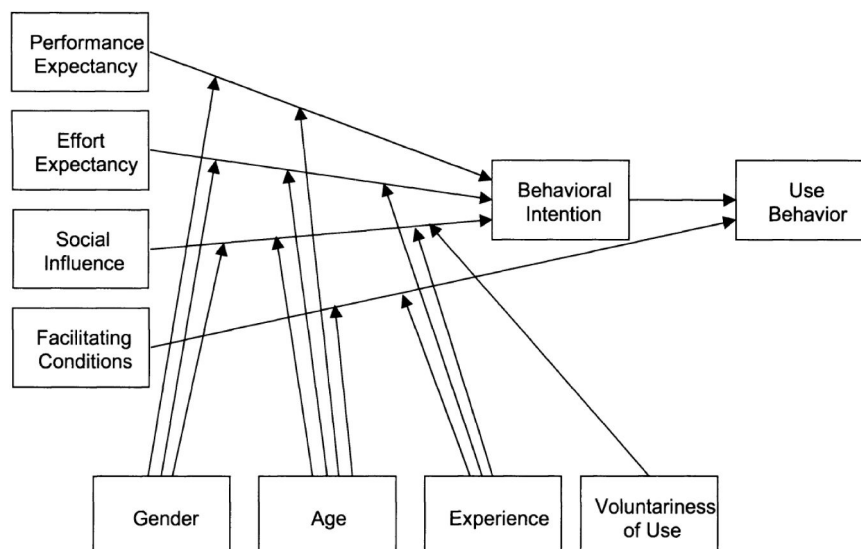 Performance
Expectancy
Effort
Expectancy
Social
Influence
Facilitating
Conditions
Behavioral
Intention
Use
Behavior
Gender
Age
Experience
Voluntariness
of Use